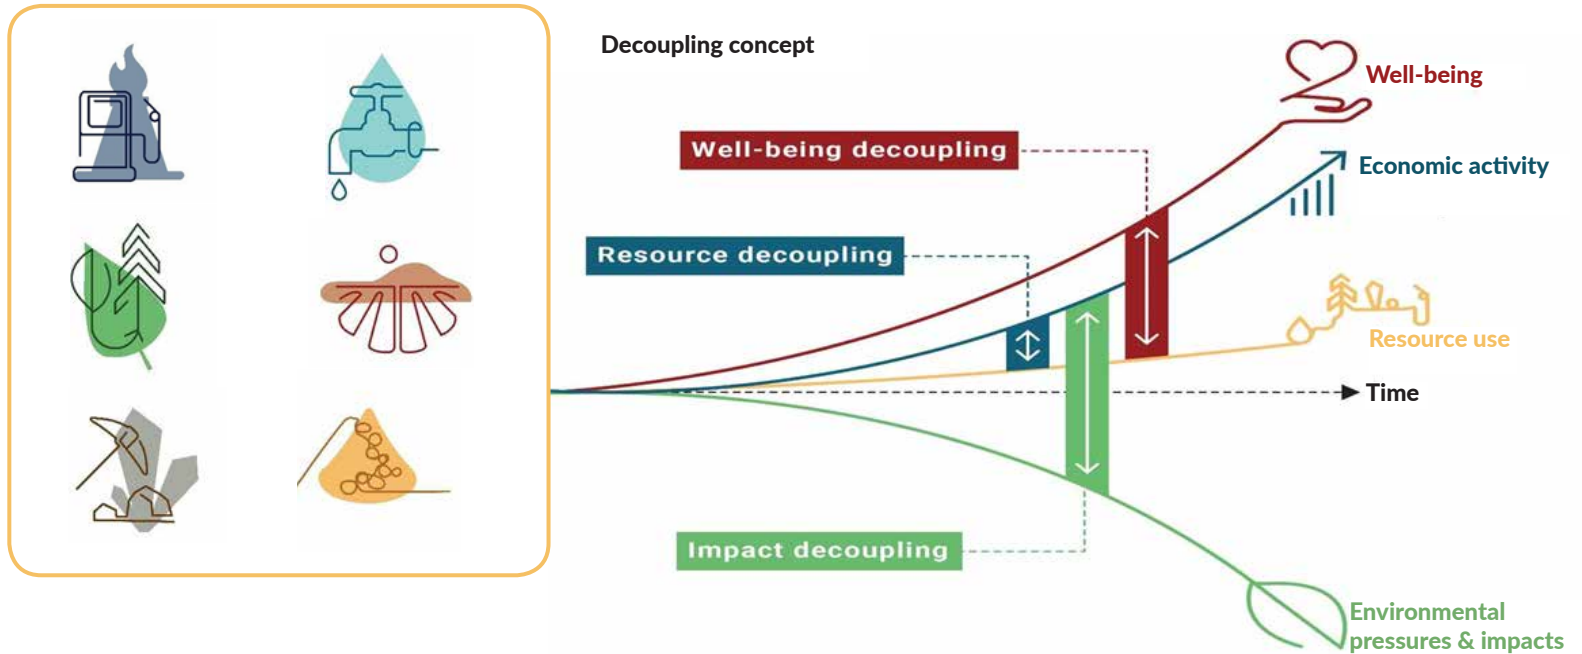 Decoupling concept
Well-being
Well-being decoupling
Economic activity
Resource decoupling
Resource use
Time
Impact decoupling
Environmental
pressures & impacts